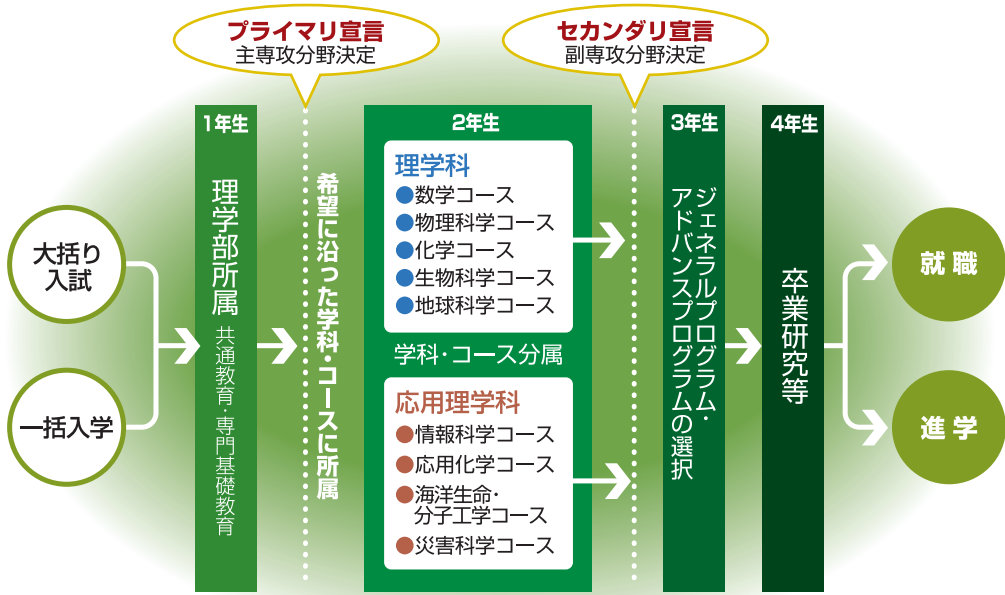 プライマリ宣言
主専攻分野決定
セカンダリ宣言
副専攻分野決定
大括り
入試
一括入学
1年生
理学部所属 共通教育・専門基礎教育
希望に沿った学科・コースに所属
2年生
理学科
●数学コース
●物理科学コース
●化学コース
●生物科学コース
●地球科学コース
学科・コース分属
応用理学科
●情報科学コース
●応用化学コース
●海洋生命・
分子工学コース
●災害科学コース
3年生
ジェネラルプログラム・
アドバンスプログラムの選択
4年生
卒業研究等
就職
進学